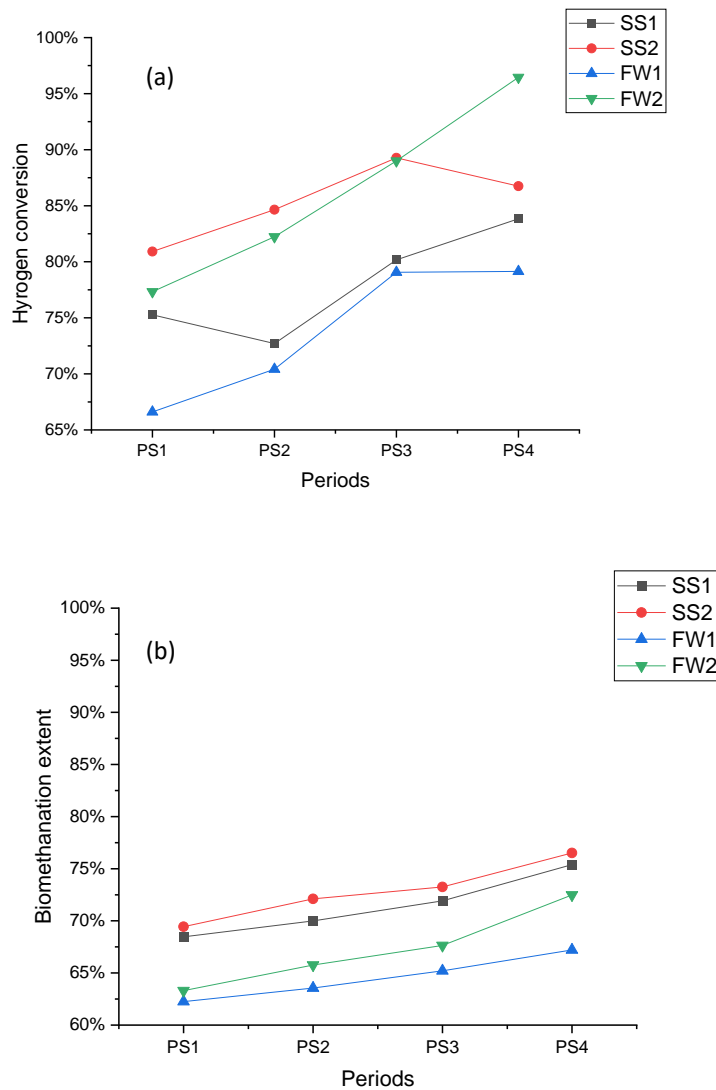 (a)
SS1
SS2
FW1
FW2
100%
95%
90%
85%
80%
75%
70%
65%
Hyrogen conversion
PS1 PS2 PS3 PS4
Periods
(b)
SS1
SS2
FW1
FW2
100%
95%
90%
85%
80%
75%
70%
65%
60%
Biomethanation extent
PS1 PS2 PS3 PS4
Periods